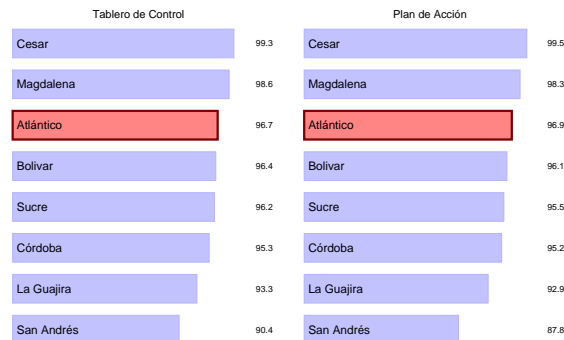 Tablero de Control
Cesar 99.3
Magdalena 98.6
Atlántico 96.7
Bolivar 96.4
Sucre 96.2
Córdoba 95.3
La Guajira 93.3
San Andrés 90.4
Plan de Acción
Cesar 99.5
Magdalena 98.3
Atlántico 96.9
Bolivar 96.1
Sucre 95.5
Córdoba 95.2
La Guajira 92.9
San Andrés 87.8